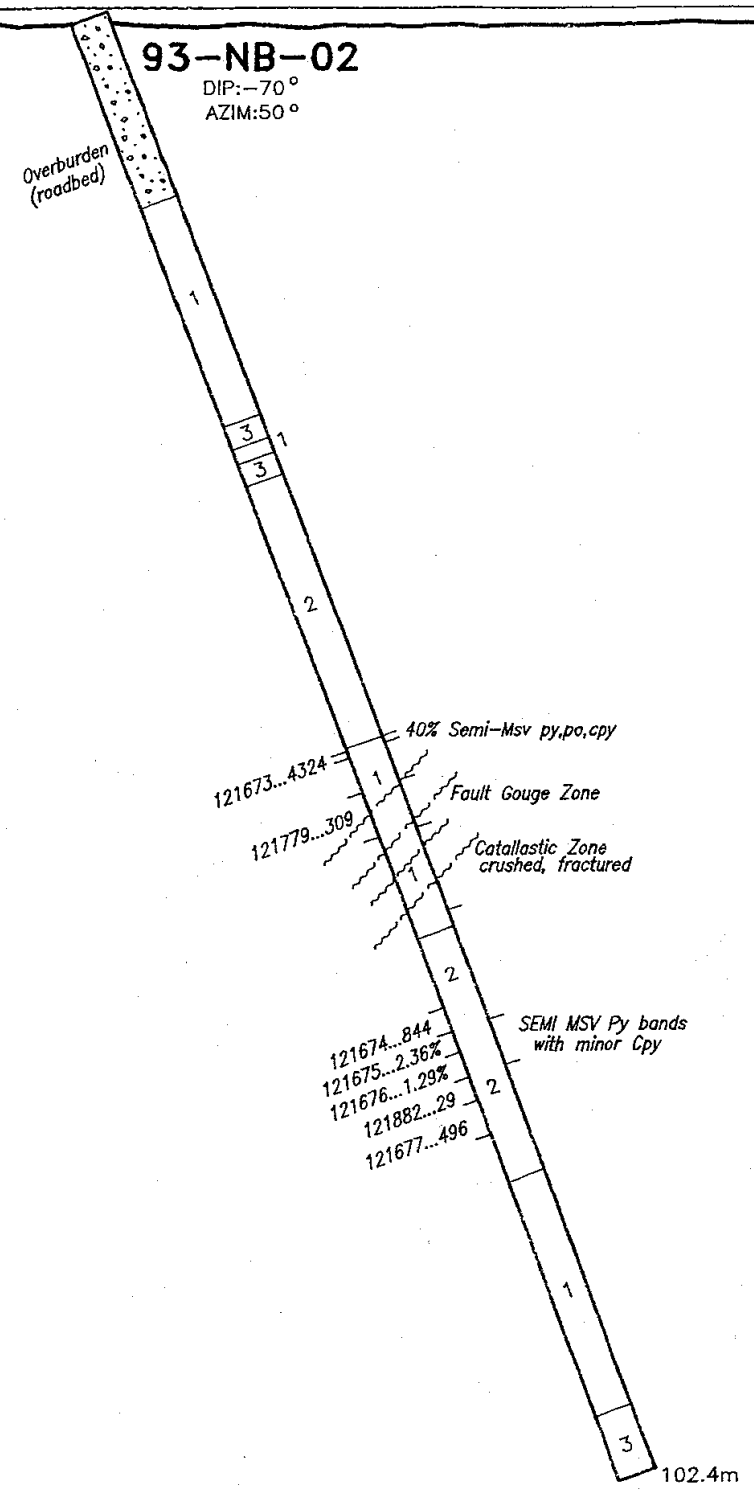 93-NB-02
DIP:-70°
AZIM:50°
Overburden
(roadbed)
1
3
1
3
2
40% Semi-Msv py,po,cpy
121673...4324
1
Fault Gouge Zone
121779...309
Catallastic Zone
crushed, fractured
1
2
SEMI MSV Py bands
with minor Cpy
121674...844
121675...2.36%
121676...1.29%
2
121882...29
121677...496
1
3
102.4m